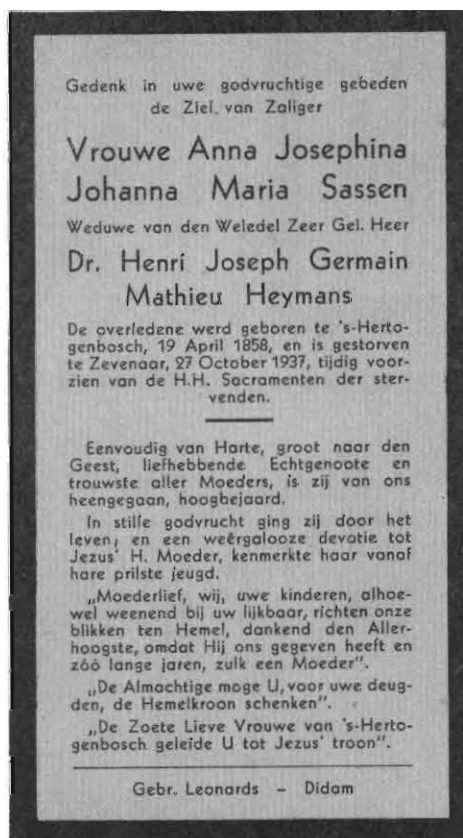 Gedenk in uwe godvruchtige gebeden
de Ziel van Zaliger
Vrouwe Anna Josephina
Johanna Maria Sassen
Weduwe van den Weledel Zeer Gel. Heer
Dr. Henri Joseph Germain
Mathieu Heymans
De overledene werd geboren te 's-Herto-
genbosch, 19 April 1858, en is gestorven
te Zevenaar, 27 October 1937, tijdig voor-
zien van de H.H. Sacramenten der ster-
venden.
Eenvoudig van Harte, groot naar den
Geest, liefhebbende Echtgenoote en
trouwste aller Moeders, is zij van ons
heengegaan, hoogbejaard.
In stille godvrucht ging zij door het
leven; en een weêrgalooze devotie tot
Jezus' H. Moeder, kenmerkte haar vanaf
hare prilste jeugd.
„Moederlief, wij, uwe kinderen, alhoe-
wel weenend bij uw lijkbaar, richten onze
blikken ten Hemel, dankend den Aller-
hoogste, omdat Hij ons gegeven heeft en
zóó lange jaren, zulk een Moeder".
„De Almachtige moge U, voor uwe deug-
den, de Hemelkroon schenken".
„De Zoete Lieve Vrouwe van 's-Herto-
genbosch geleide U tot Jezus' troon".
Gebr. Leonards – Didam